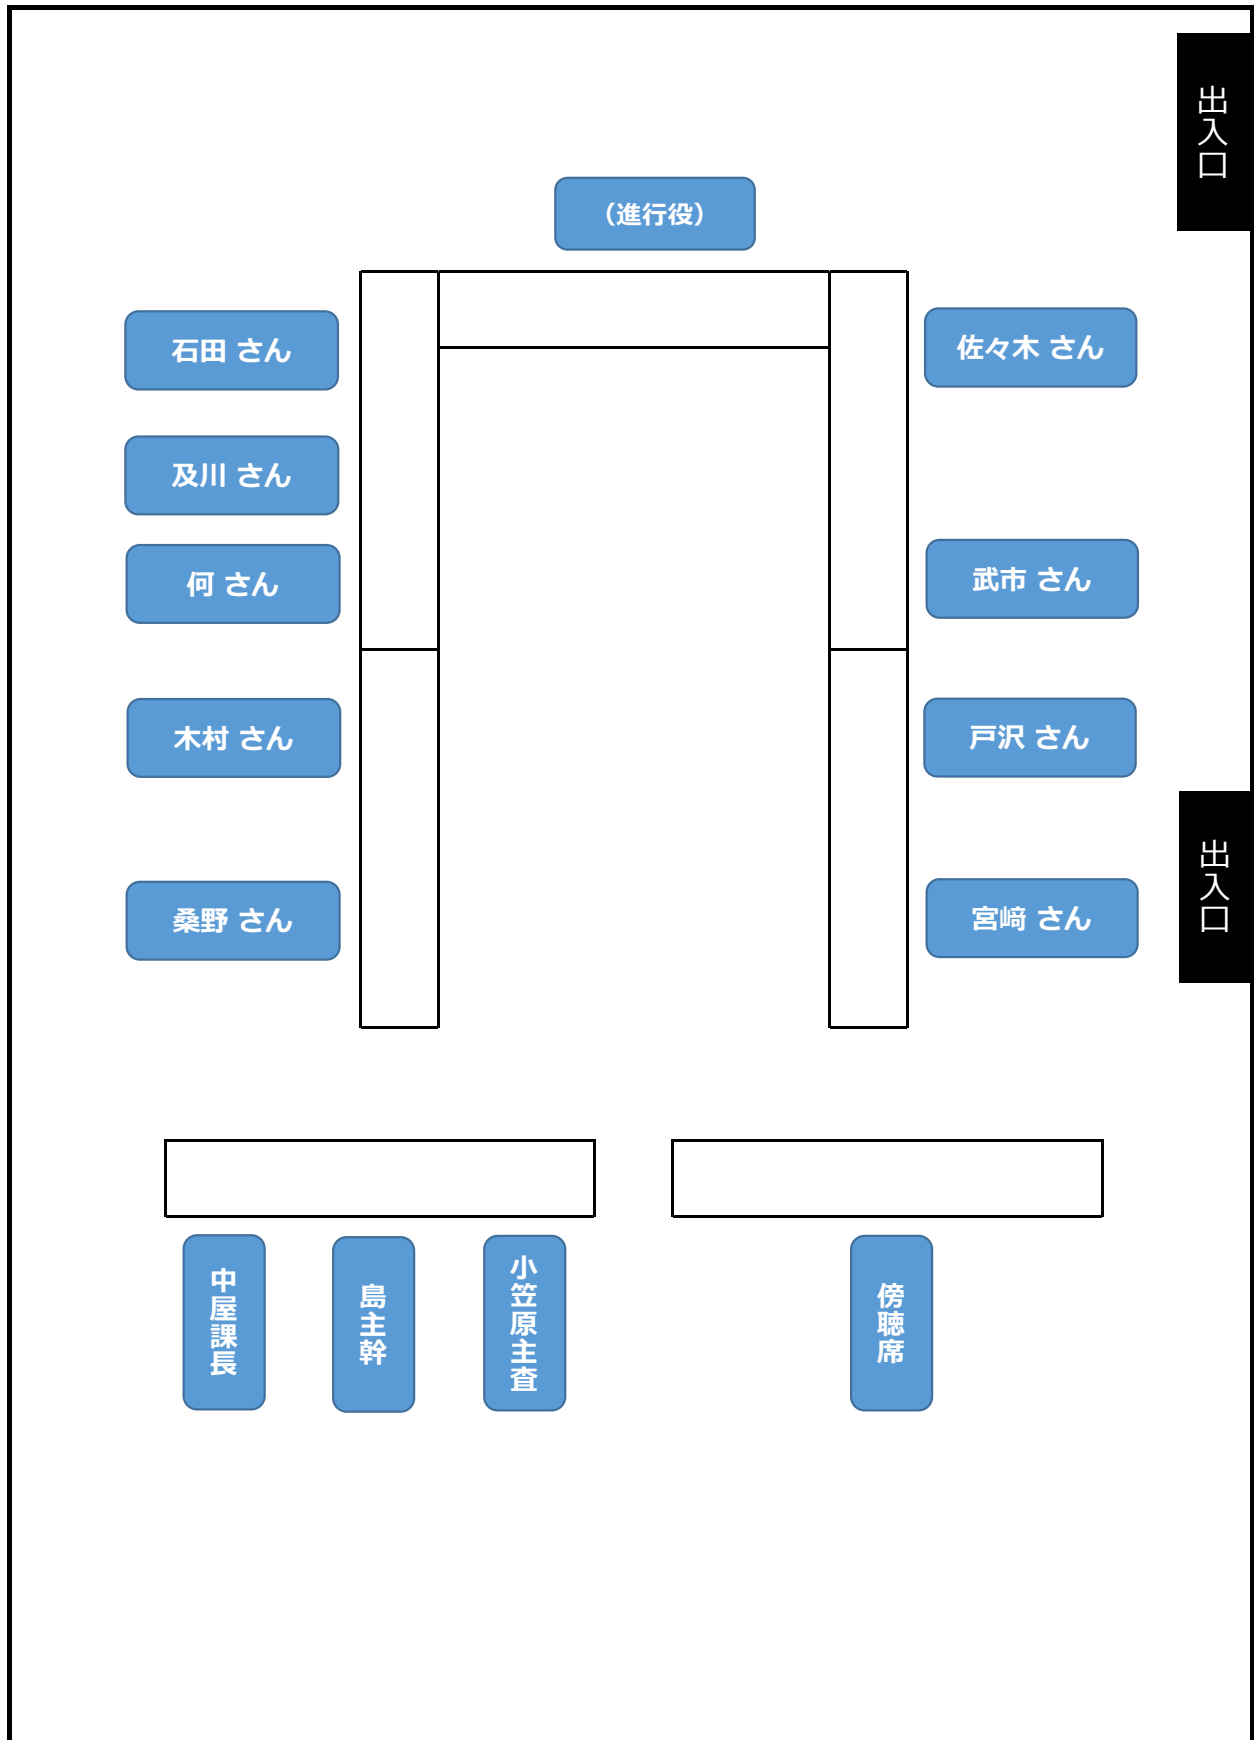 出入口
（進行役）
石田 さん
佐々木 さん
及川 さん
何 さん
武市 さん
木村 さん
戸沢 さん
出入口
桑野 さん
宮﨑 さん
中屋課長
島主幹
小笠原主査
傍聴席